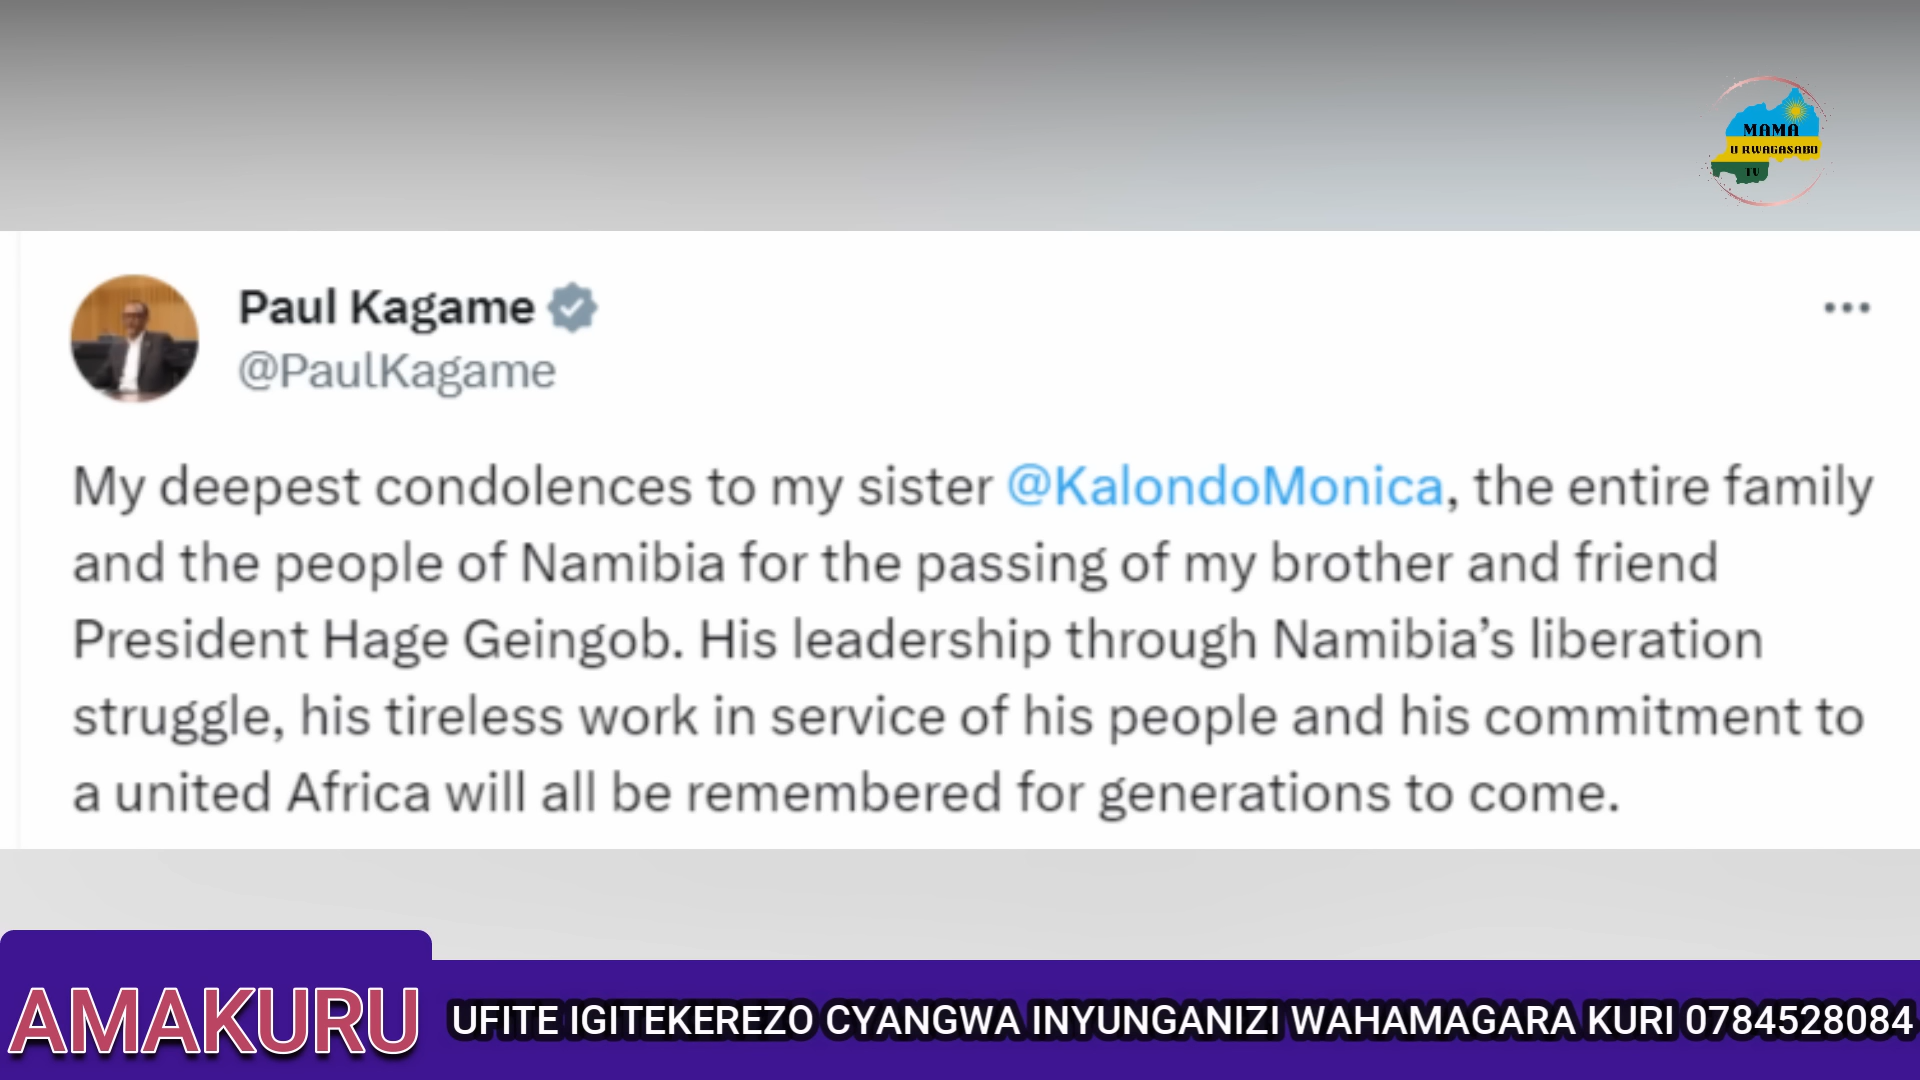 MAMA
U RWAGASABO
TV
Paul Kagame
@PaulKagame
My deepest condolences to my sister @KalondoMonica, the entire family
and the people of Namibia for the passing of my brother and friend
President Hage Geingob. His leadership through Namibia’s liberation
struggle, his tireless work in service of his people and his commitment to
a united Africa will all be remembered for generations to come.
AMAKURU
UFITE IGITEKEREZO CYANGWA INYUNGANIZI WAHAMAGARA KURI 0784528084